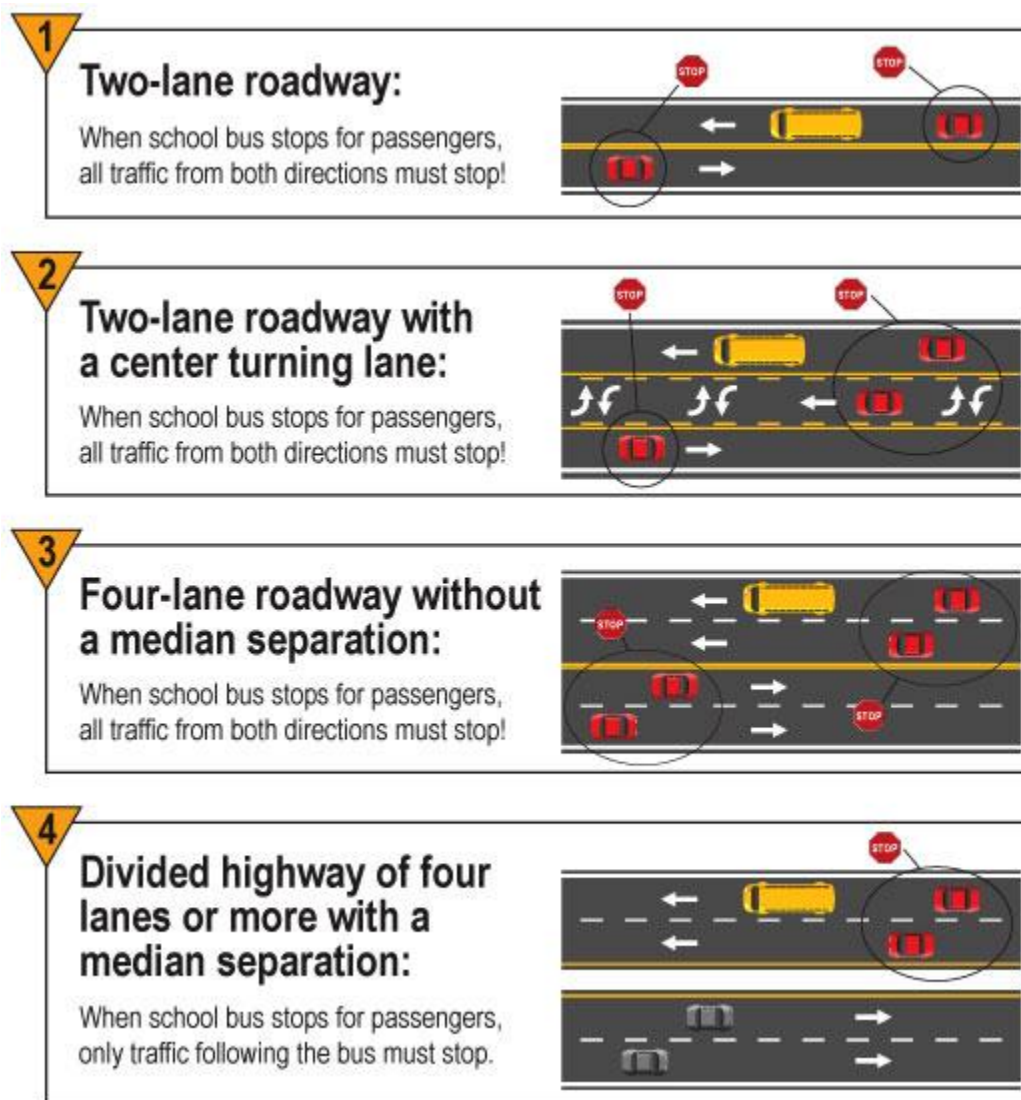 1
Two-lane roadway:
When school bus stops for passengers,
all traffic from both directions must stop!
STOP
STOP
2
Two-lane roadway with
a center turning lane:
When school bus stops for passengers,
all traffic from both directions must stop!
STOP
STOP
3
Four-lane roadway without
a median separation:
When school bus stops for passengers,
all traffic from both directions must stop!
STOP
STOP
4
Divided highway of four
lanes or more with a
median separation:
When school bus stops for passengers,
only traffic following the bus must stop.
STOP